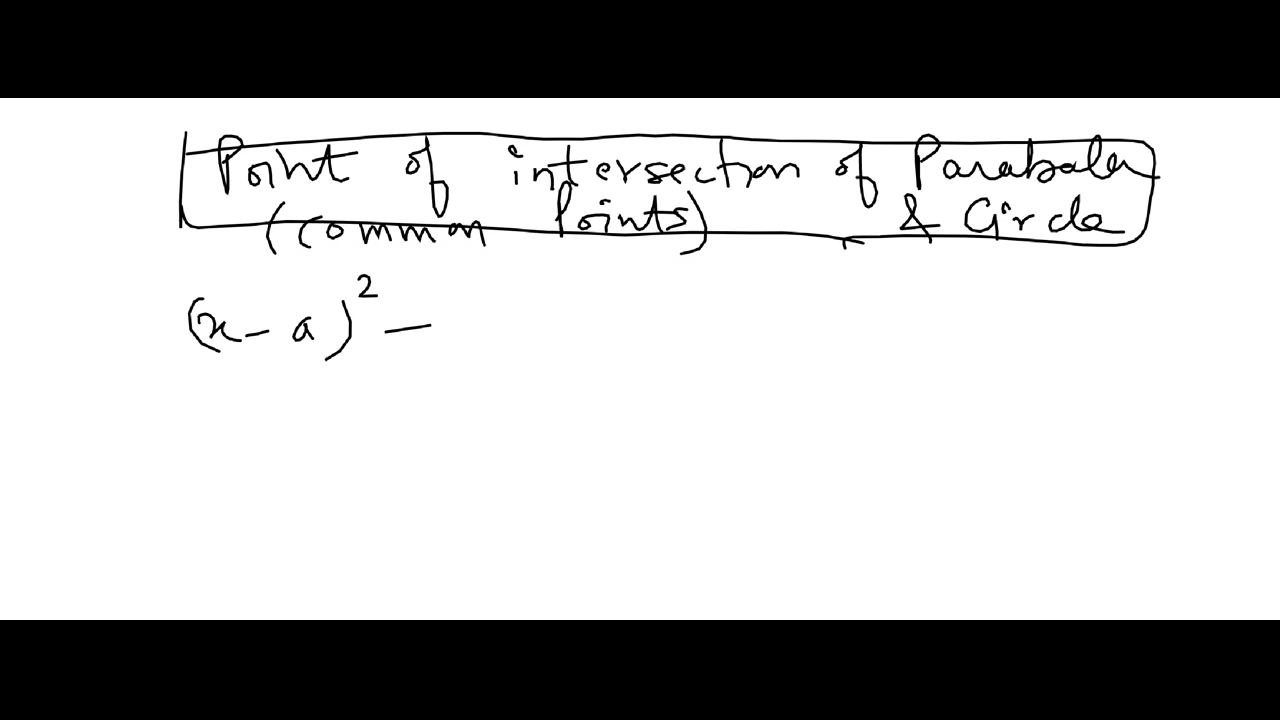 Point of intersection of Parabola
(common Points) & Circle
(x - a)² -